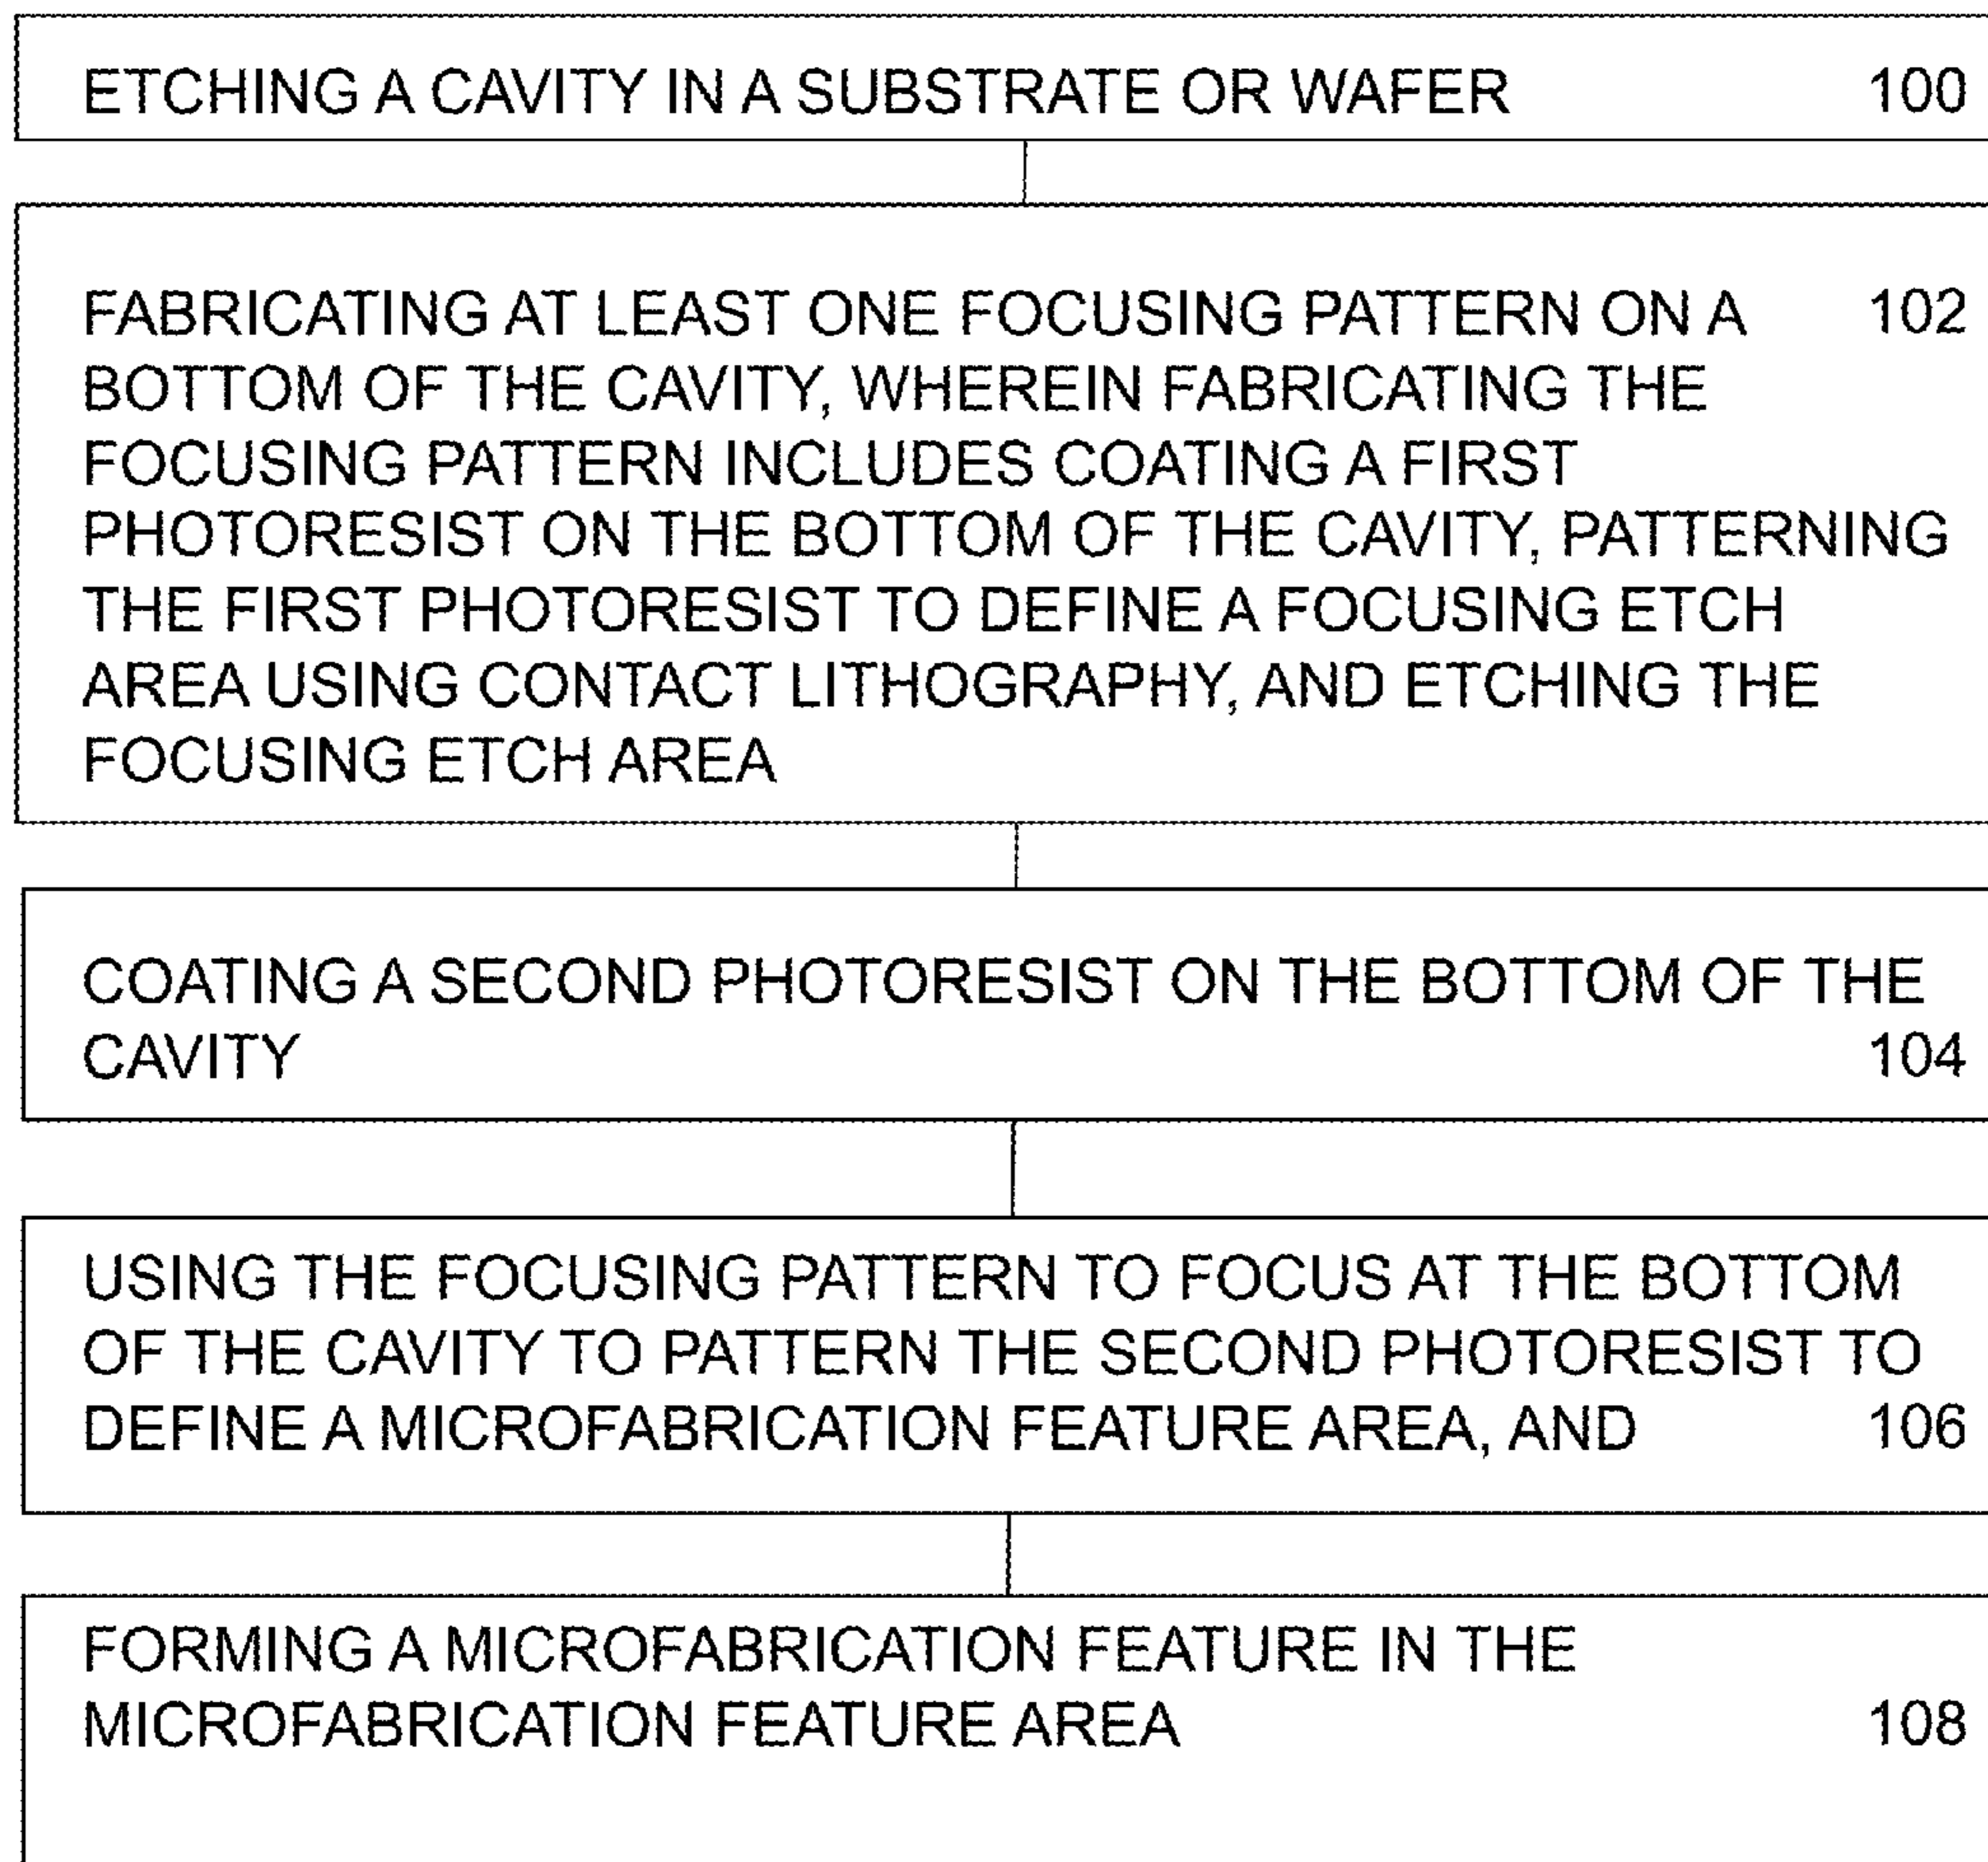 ETCHING A CAVITY IN A SUBSTRATE OR WAFER 100
FABRICATING AT LEAST ONE FOCUSING PATTERN ON A 102
BOTTOM OF THE CAVITY, WHEREIN FABRICATING THE
FOCUSING PATTERN INCLUDES COATING A FIRST
PHOTORESIST ON THE BOTTOM OF THE CAVITY, PATTERNING
THE FIRST PHOTORESIST TO DEFINE A FOCUSING ETCH
AREA USING CONTACT LITHOGRAPHY, AND ETCHING THE
FOCUSING ETCH AREA
COATING A SECOND PHOTORESIST ON THE BOTTOM OF THE
CAVITY 104
USING THE FOCUSING PATTERN TO FOCUS AT THE BOTTOM
OF THE CAVITY TO PATTERN THE SECOND PHOTORESIST TO
DEFINE A MICROFABRICATION FEATURE AREA, AND 106
FORMING A MICROFABRICATION FEATURE IN THE
MICROFABRICATION FEATURE AREA 108